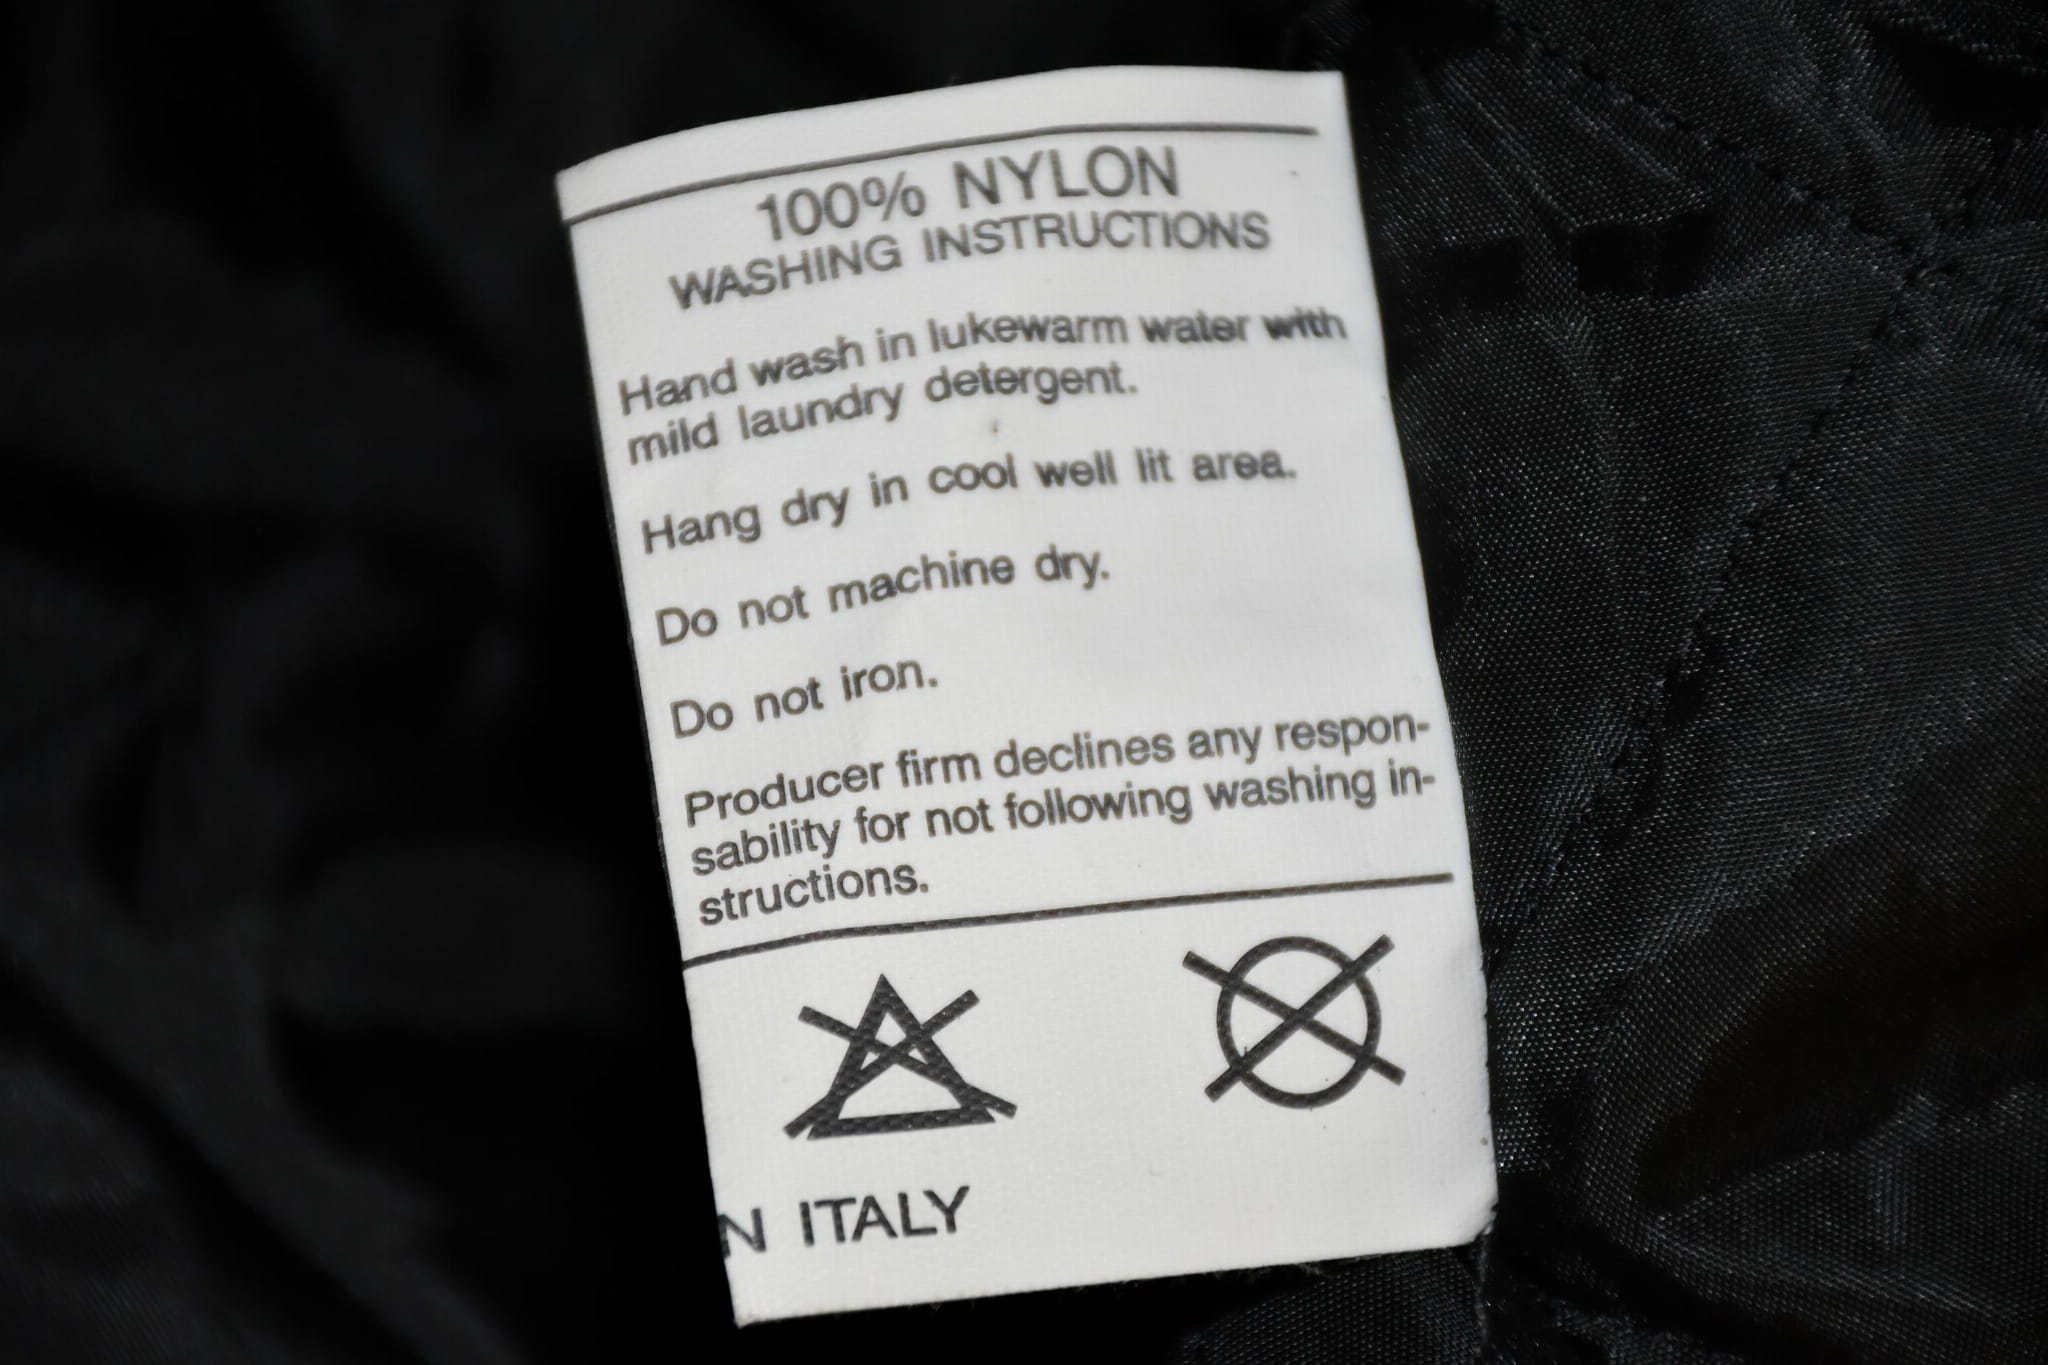 100% NYLON
WASHING INSTRUCTIONS
Hand wash in lukewarm water with
mild laundry detergent.
Hang dry in cool well lit area.
Do not machine dry.
Do not iron.
Producer firm declines any respon-
sability for not following washing in-
structions.
N ITALY